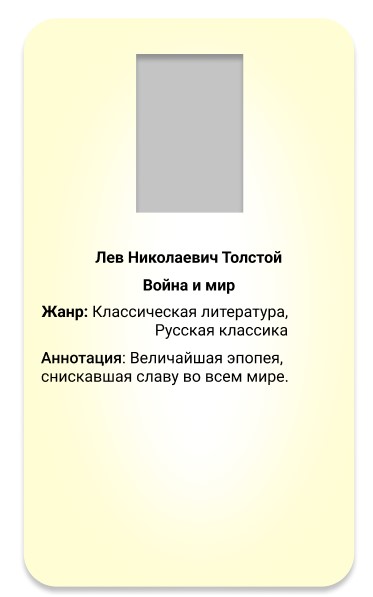 Лев Николаевич Толстой
Война и мир
Жанр: Классическая литература,
Русская классика
Аннотация: Величайшая эпопея,
снискавшая славу во всем мире.